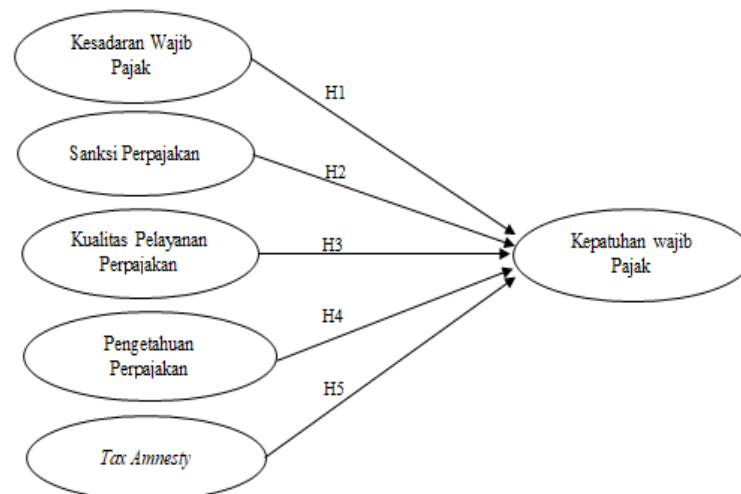 Kesadaran Wajib
Pajak
H1
Sanksi Perpajakan
H2
Kualitas Pelayanan
Perpajakan
H3
Kepatuhan wajib
Pajak
Pengetahuan
Perpajakan
H4
H5
Tax Amnesty